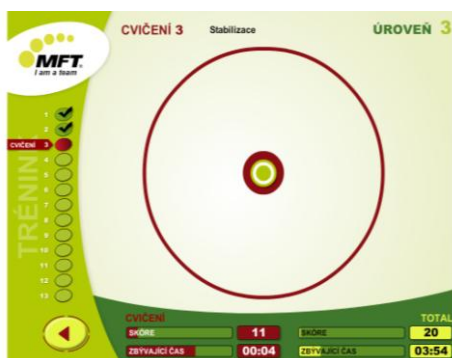 CVIČENÍ 3 Stabilizace ÚROVEŇ 3
MFT
I am a team
TRÉNINK
1
2
CVIČENÍ 3
4
5
6
7
8
9
10
11
12
13
CVIČENÍ TOTAL
SKÓRE 11 SKÓRE 20
ZBÝVAJÍCÍ ČAS 00:04 ZBÝVAJÍCÍ ČAS 03:54